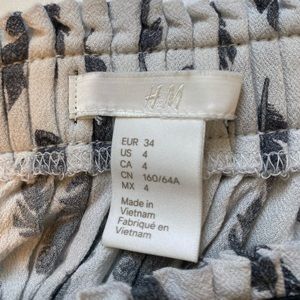 H&M
EUR 34
US 4
CA 4
CN 160/64A
MX 4
Made in
Vietnam
Fabriqué en
Vietnam